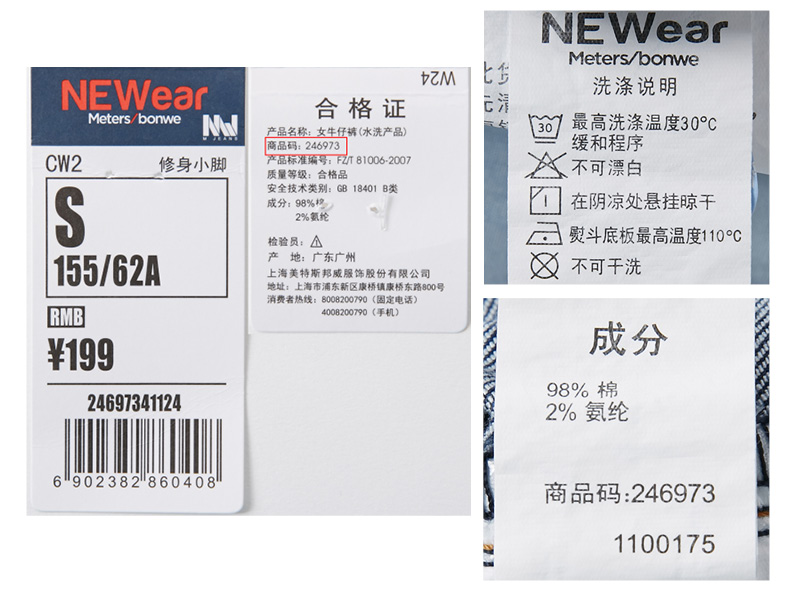 NEWear
Meters/bonwe
M JEANS
CW2 修身小脚
S
155/62A
RMB
¥199
24697341124
6 902382 860408
W24
合格证
产品名称：女牛仔裤(水洗产品)
商品码：246973
产品标准编号：FZ/T 81006-2007
质量等级：合格品
安全技术类别：GB 18401 B类
成分：98%棉
2%氨纶
检验员：
产 地：广东广州
上海美特斯邦威服饰股份有限公司
地址：上海市浦东新区康桥镇康桥东路800号
消费者热线：8008200790（固定电话）
4008200790（手机）
NEWear
Meters/bonwe
洗涤说明
30
最高洗涤温度30°C
缓和程序
不可漂白
在阴凉处悬挂晾干
熨斗底板最高温度110°C
不可干洗
成分
98% 棉
2% 氨纶
商品码:246973
1100175